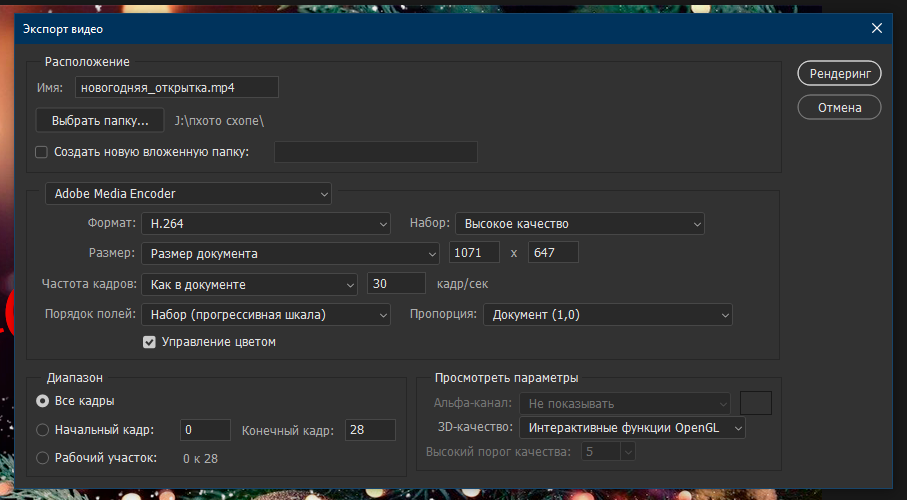 Экспорт видео
Расположение
Имя: новогодняя_открытка.mp4
Рендеринг
Выбрать папку... J:\пхото схопе\
Отмена
Создать новую вложенную папку:
Adobe Media Encoder
Формат: H.264 Набор: Высокое качество
Размер: Размер документа 1071 x 647
Частота кадров: Как в документе 30 кадр/сек
Порядок полей: Набор (прогрессивная шкала) Пропорция: Документ (1,0)
Управление цветом
Диапазон
Все кадры
Начальный кадр: 0 Конечный кадр: 28
Рабочий участок: 0 к 28
Просмотреть параметры
Альфа-канал: Не показывать
3D-качество: Интерактивные функции OpenGL
Высокий порог качества: 5